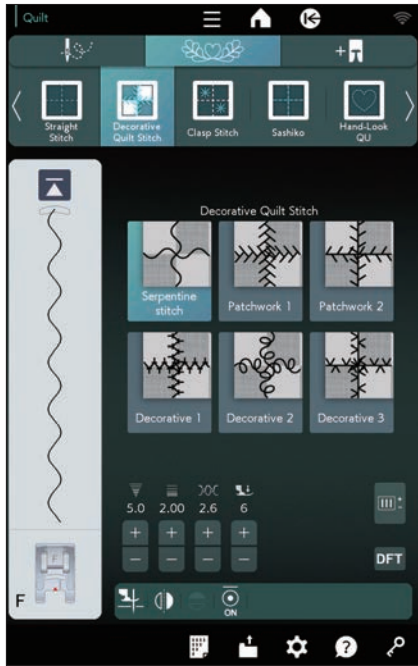 Quilt
Straight
Stitch
Decorative
Quilt Stitch
Clasp Stitch
Sashiko
Hand-Look
QU
Decorative Quilt Stitch
Serpentine
stitch
Patchwork 1
Patchwork 2
Decorative 1
Decorative 2
Decorative 3
5.0 2.00 2.6 6
+ + + +
− − − −
DFT
F
ON